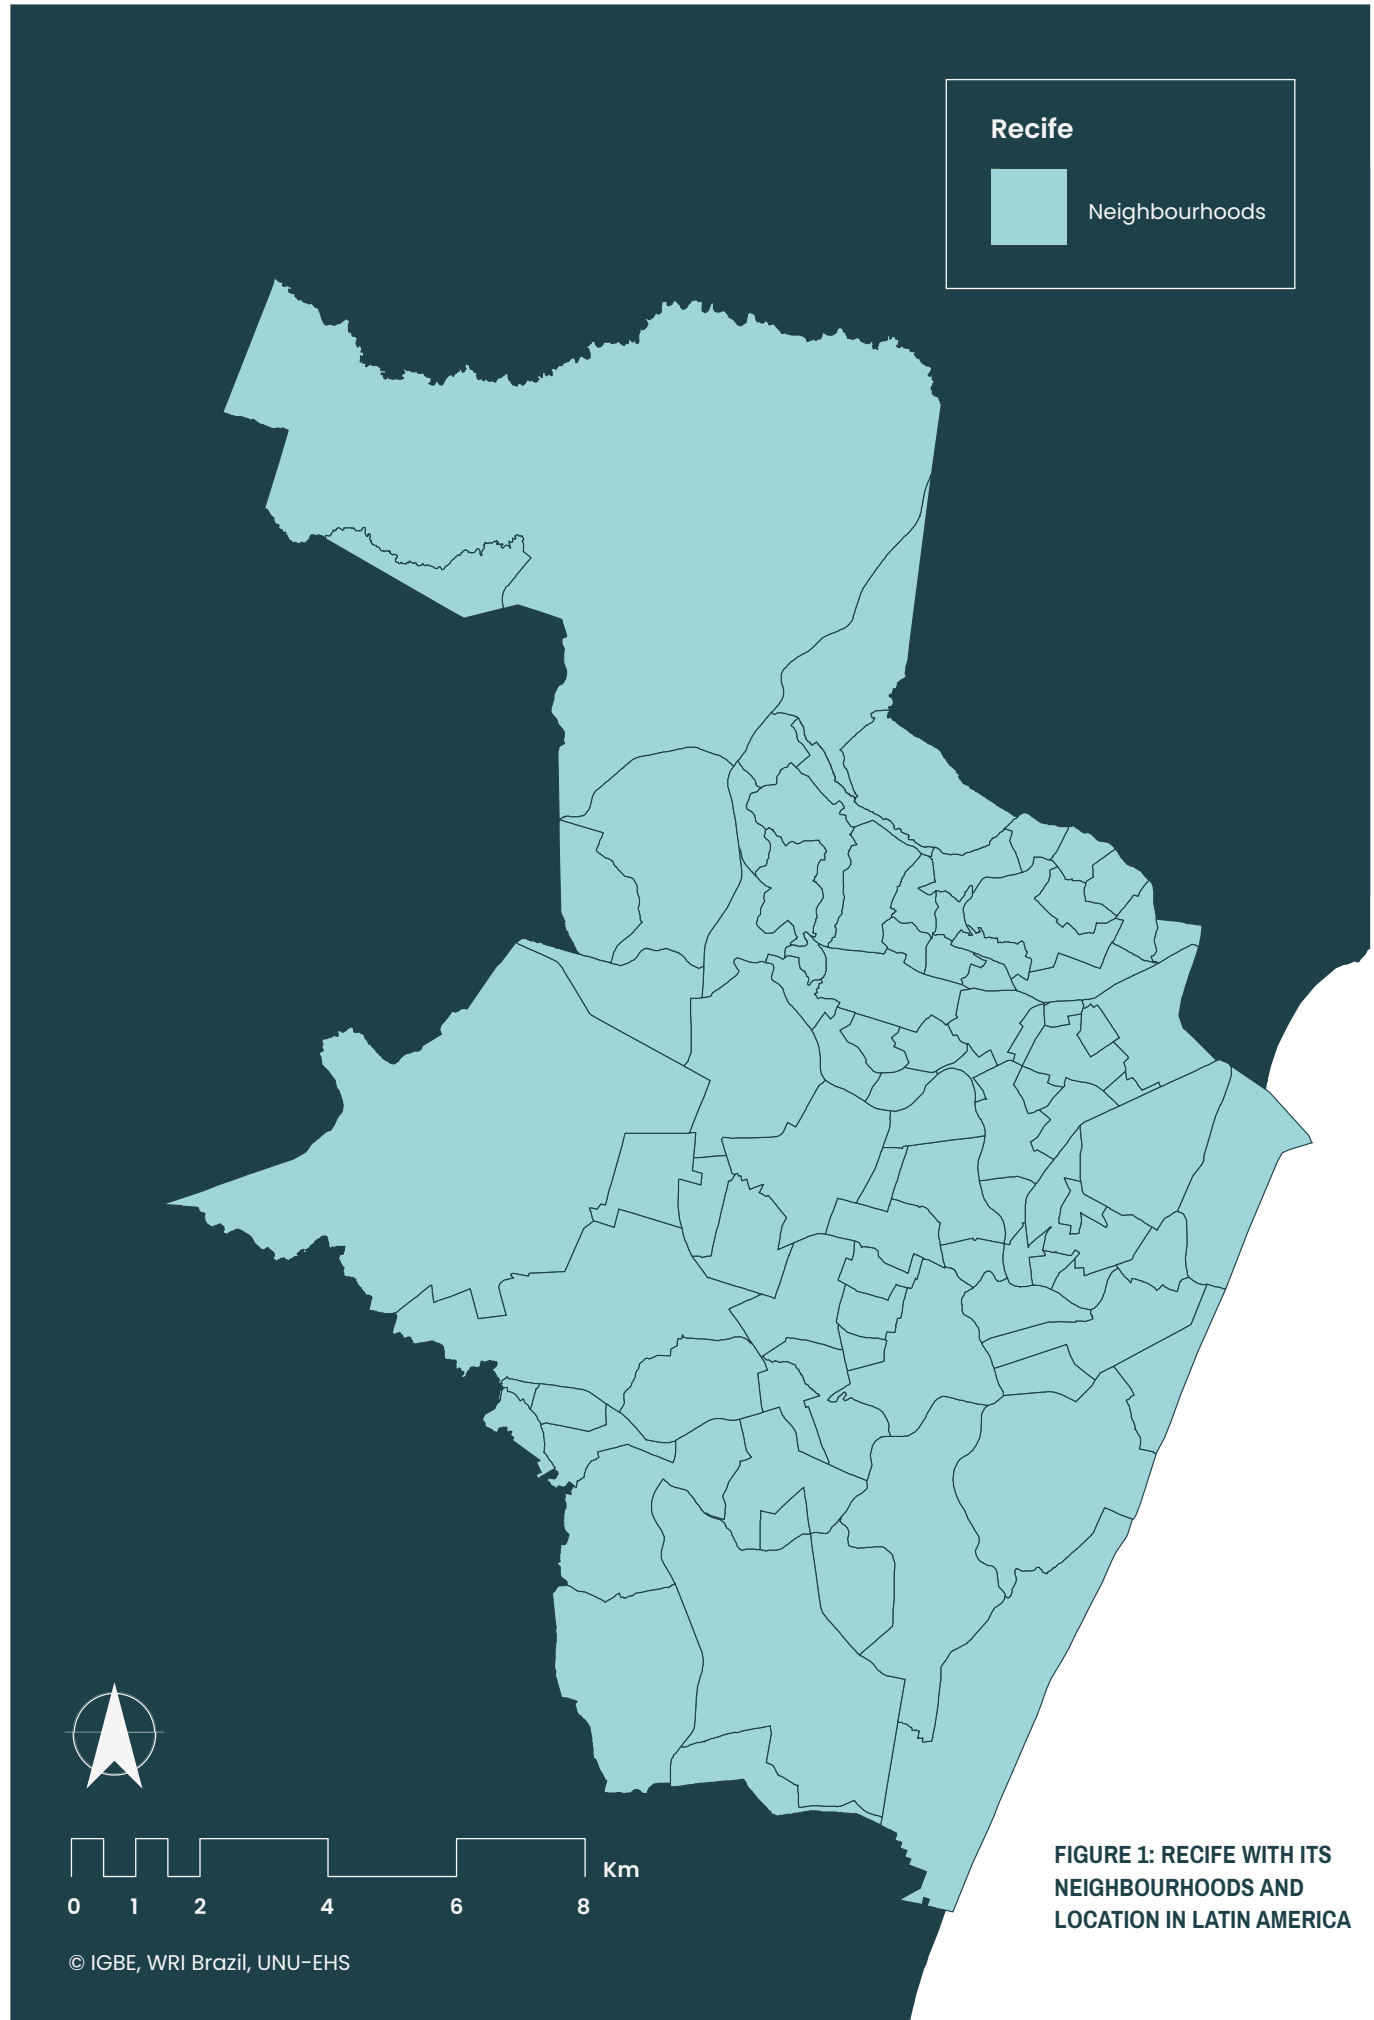 Recife
Neighbourhoods
Km
0 1 2 4 6 8
© IGBE, WRI Brazil, UNU-EHS
FIGURE 1: RECIFE WITH ITS
NEIGHBOURHOODS AND
LOCATION IN LATIN AMERICA